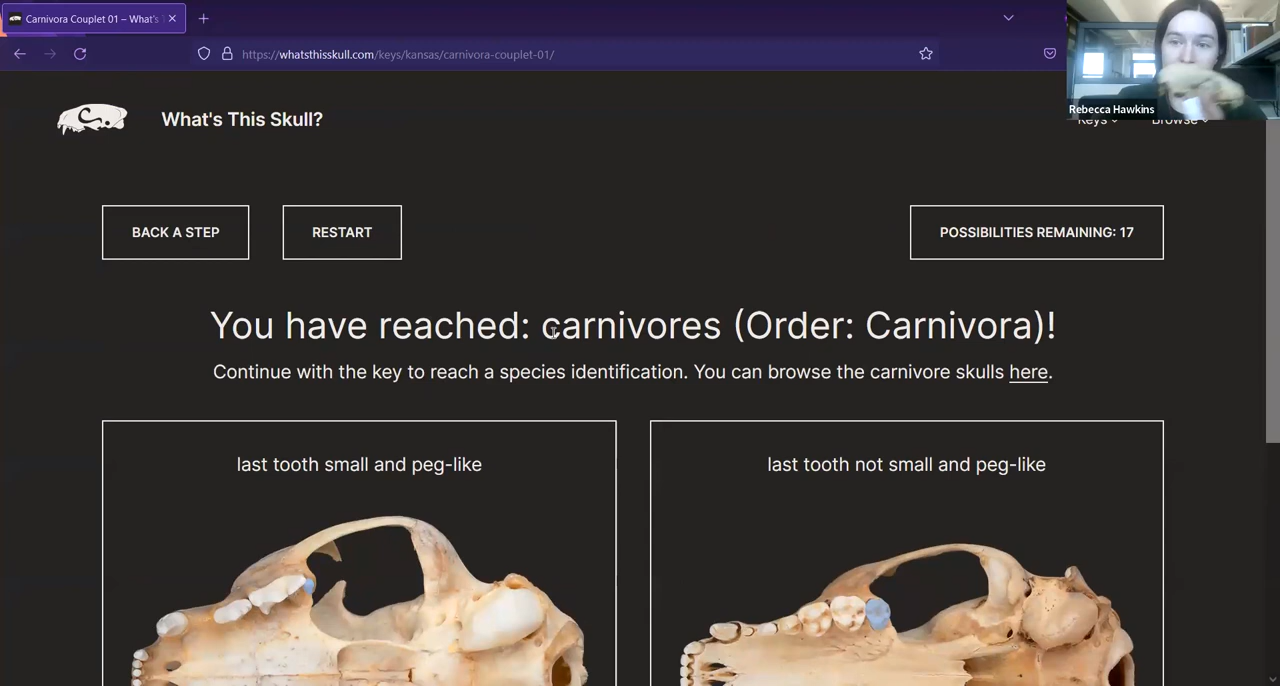 Carnivora Couplet 01 – What's T
https://whatsthisskull.com/keys/kansas/carnivora-couplet-01/
Rebecca Hawkins
What's This Skull?
Keys
Browse
BACK A STEP
RESTART
POSSIBILITIES REMAINING: 17
You have reached: carnivores (Order: Carnivora)!
Continue with the key to reach a species identification. You can browse the carnivore skulls here.
last tooth small and peg-like
last tooth not small and peg-like